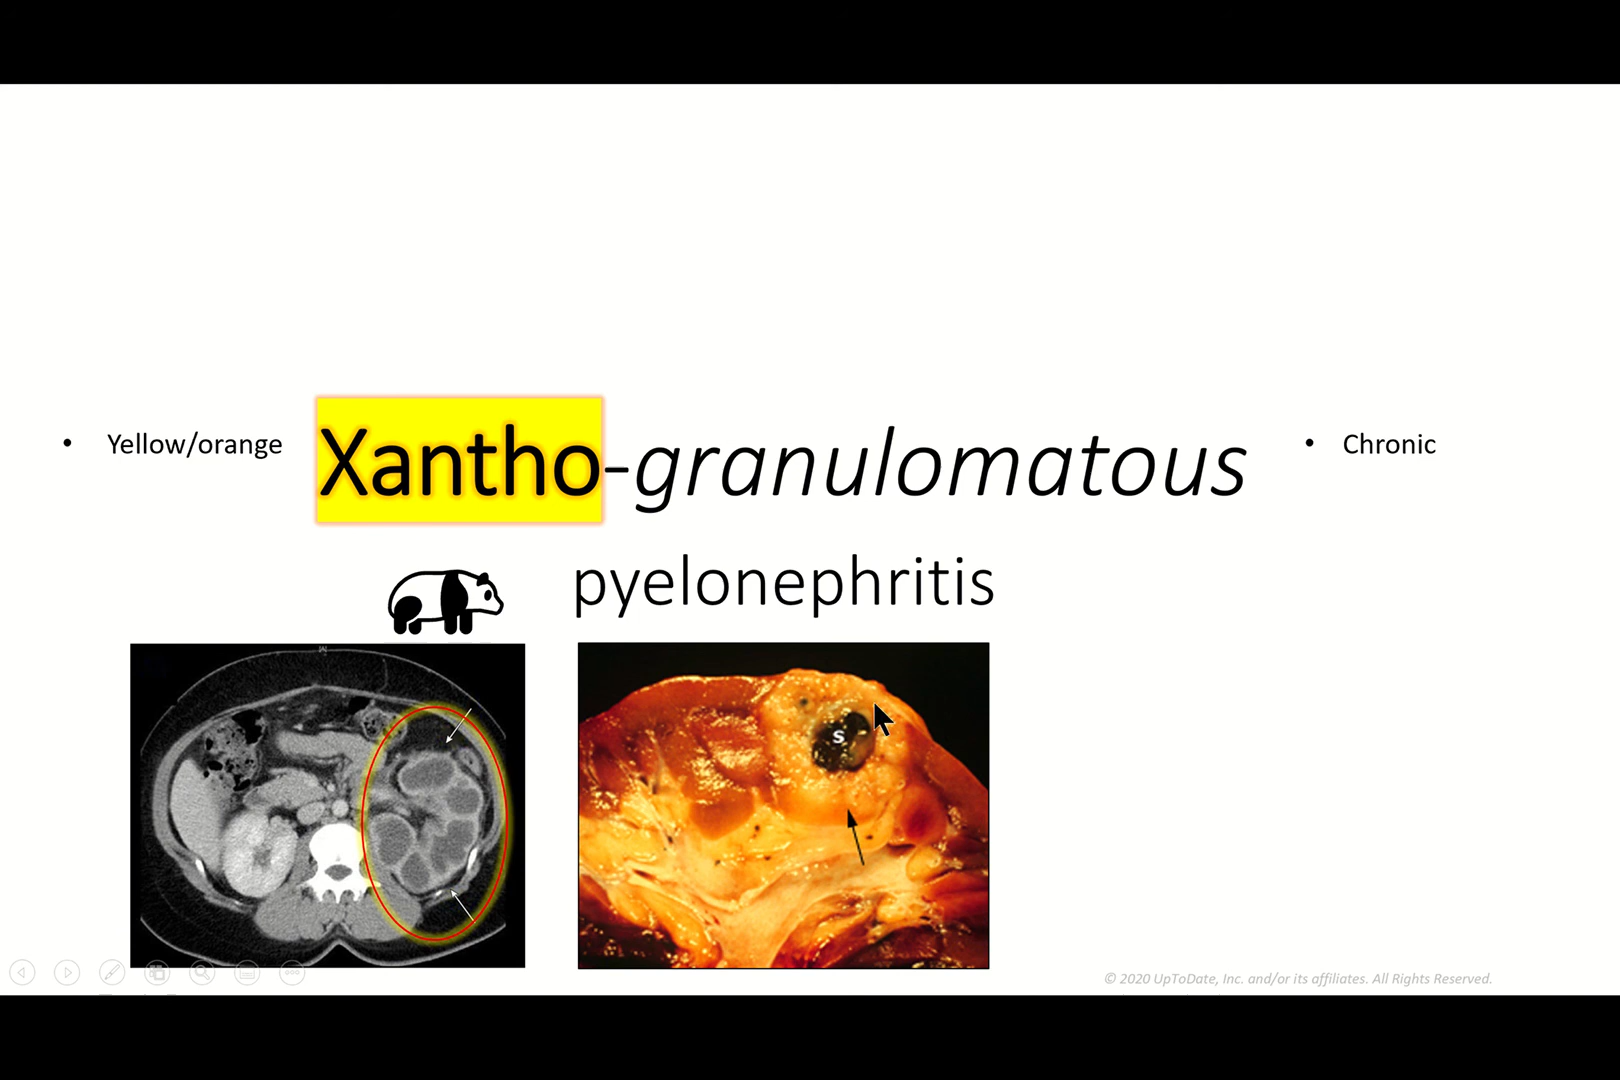 Yellow/orange
Xantho-granulomatous
Chronic
pyelonephritis
S
© 2020 UpToDate, Inc. and/or its affiliates. All Rights Reserved.